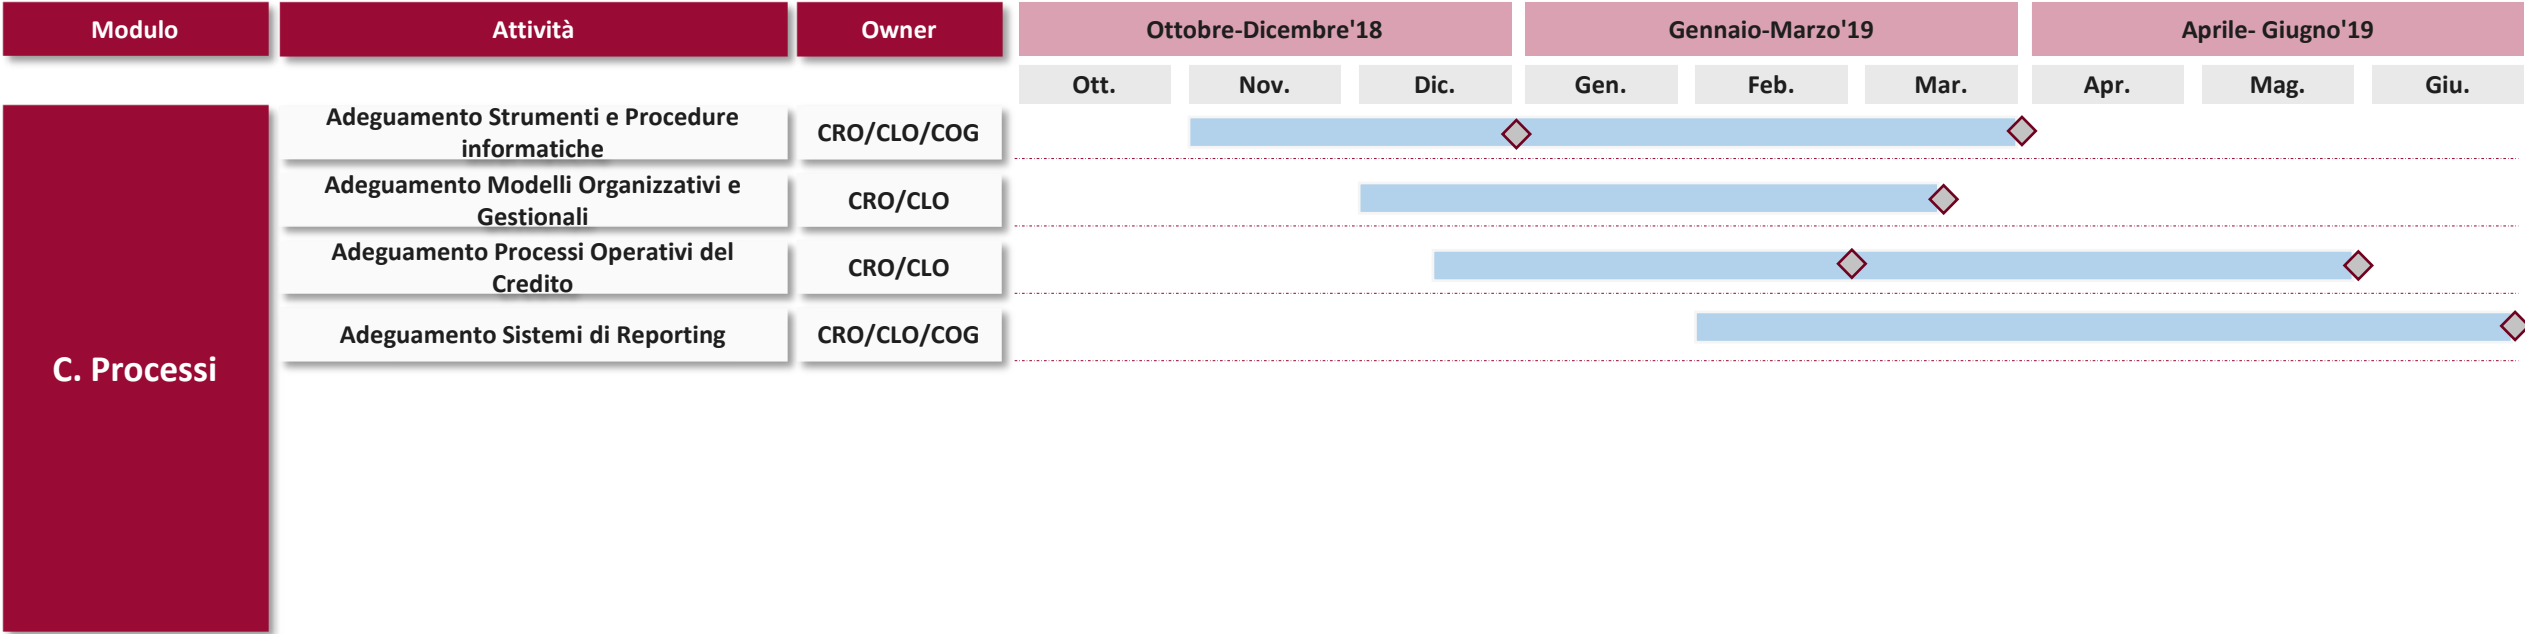 Modulo
Attività
Owner
Ottobre-Dicembre'18
Gennaio-Marzo'19
Aprile- Giugno'19
Ott.
Nov.
Dic.
Gen.
Feb.
Mar.
Apr.
Mag.
Giu.
C. Processi
Adeguamento Strumenti e Procedure
informatiche
CRO/CLO/COG
Adeguamento Modelli Organizzativi e
Gestionali
CRO/CLO
Adeguamento Processi Operativi del
Credito
CRO/CLO
Adeguamento Sistemi di Reporting
CRO/CLO/COG